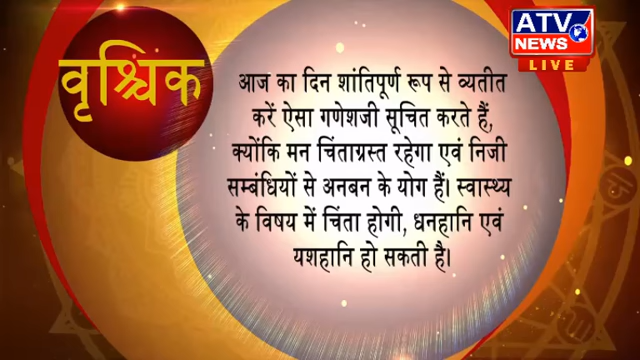 ATV
NEWS
LIVE
वृश्चिक
आज का दिन शांतिपूर्ण रूप से व्यतीत
करें ऐसा गणेशजी सूचित करते हैं,
क्योंकि मन चिंताग्रस्त रहेगा एवं निजी
सम्बंधियों से अनबन के योग हैं। स्वास्थ्य
के विषय में चिंता होगी, धनहानि एवं
यशहानि हो सकती है।